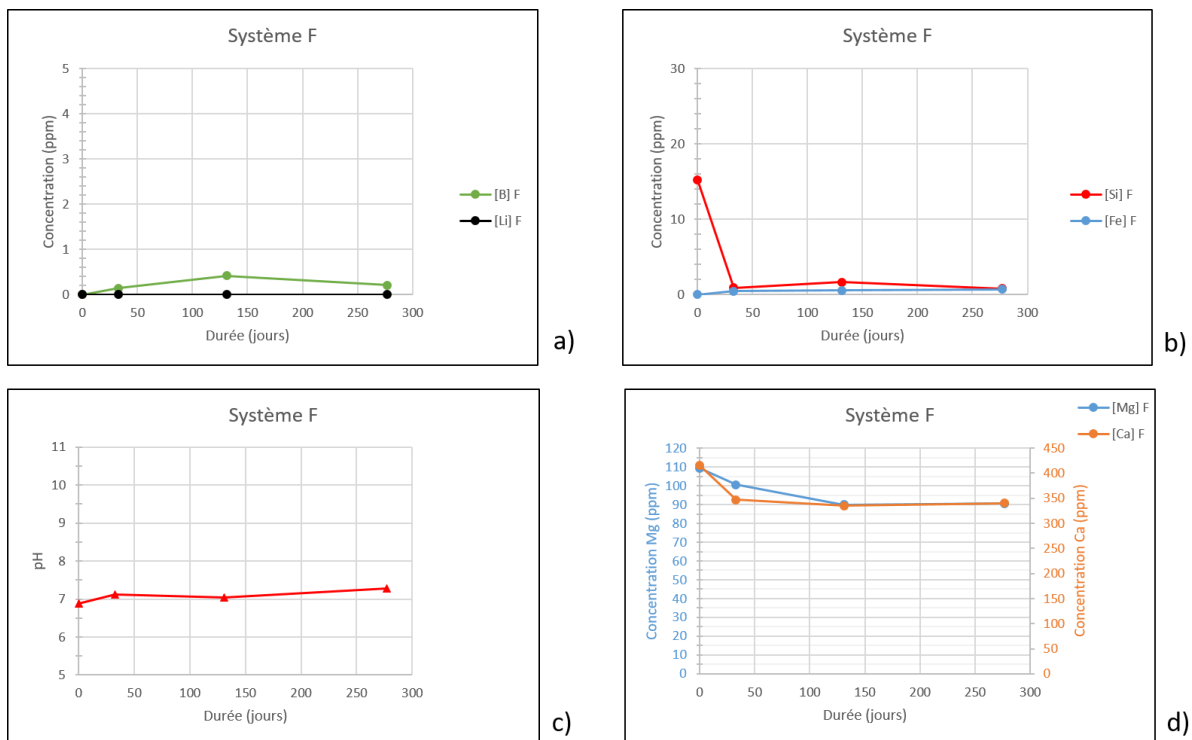 Système F
5
4
3
2
1
0
Concentration (ppm)
0 50 100 150 200 250 300
Durée (jours)
[B] F
[Li] F
a)
Système F
30
20
10
0
Concentration (ppm)
0 50 100 150 200 250 300
Durée (jours)
[Si] F
[Fe] F
b)
Système F
11
10
9
8
7
6
5
pH
0 50 100 150 200 250 300
Durée (jours)
c)
Système F
[Mg] F
[Ca] F
120
110
100
90
80
70
60
50
40
30
20
10
0
Concentration Mg (ppm)
450
400
350
300
250
200
150
100
50
0
Concentration Ca (ppm)
0 50 100 150 200 250 300
Durée (jours)
d)